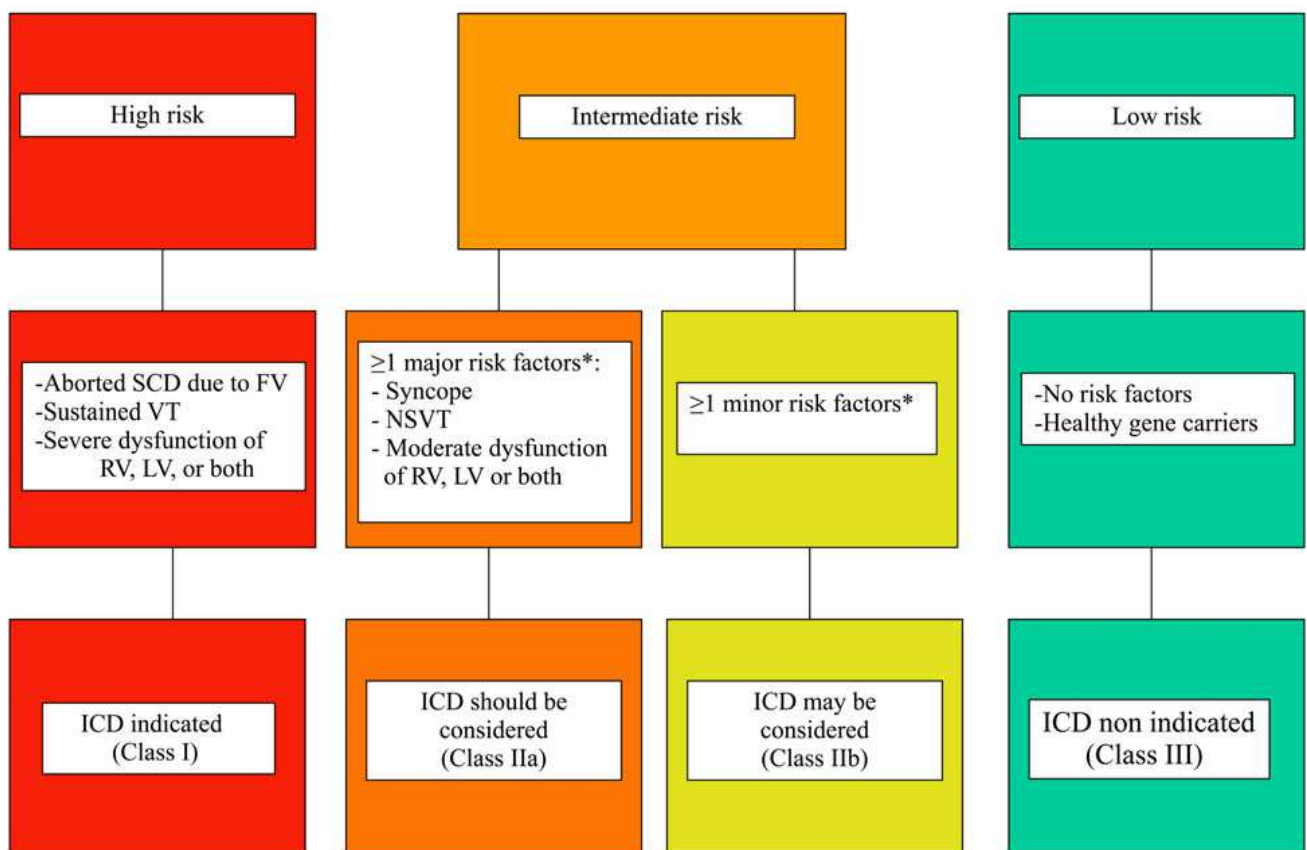 High risk
Intermediate risk
Low risk
-Aborted SCD due to FV
-Sustained VT
-Severe dysfunction of
RV, LV, or both
≥1 major risk factors*:
- Syncope
- NSVT
- Moderate dysfunction
of RV, LV or both
≥1 minor risk factors*
-No risk factors
-Healthy gene carriers
ICD indicated
(Class I)
ICD should be
considered
(Class IIa)
ICD may be
considered
(Class IIb)
ICD non indicated
(Class III)